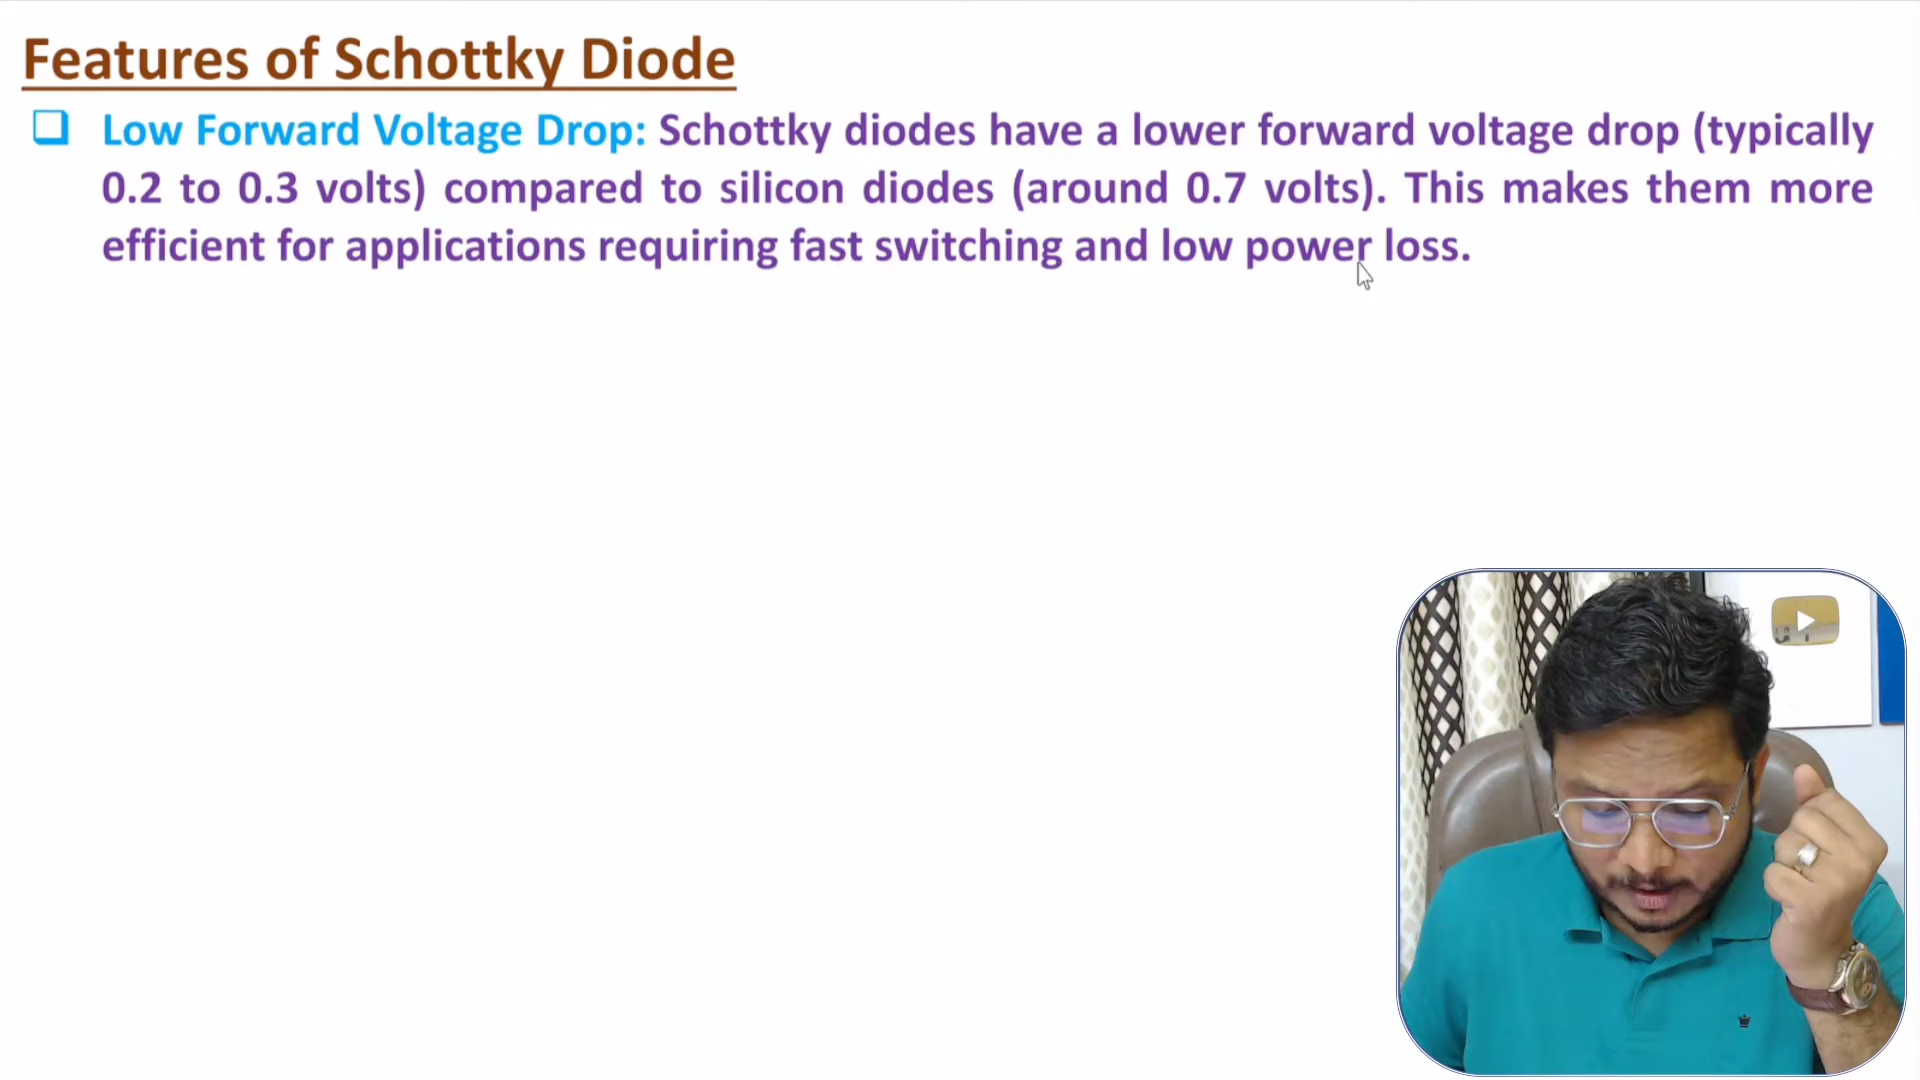 Features of Schottky Diode
Low Forward Voltage Drop: Schottky diodes have a lower forward voltage drop (typically
0.2 to 0.3 volts) compared to silicon diodes (around 0.7 volts). This makes them more
efficient for applications requiring fast switching and low power loss.